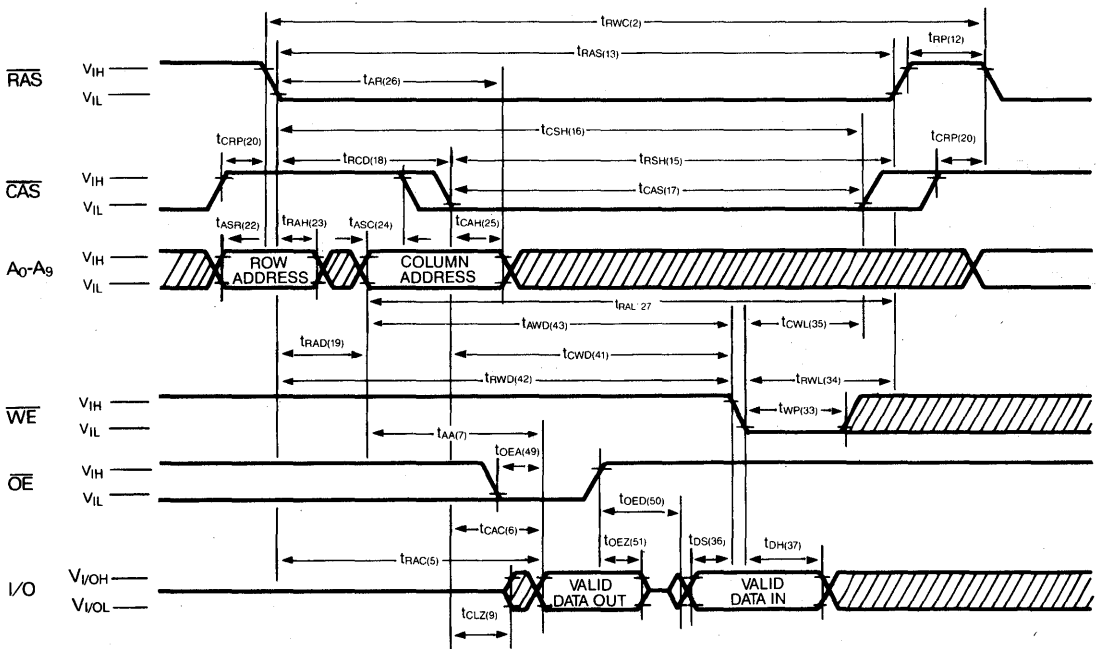 tRWC(2)
tRAS(13)
tRP(12)
RAS
VIH
VIL
tAR(26)
tCSH(16)
tCRP(20)
tRCD(18)
tRSH(15)
tCRP(20)
CAS
VIH
VIL
tCAS(17)
tASR(22)
tRAH(23)
tASC(24)
tCAH(25)
A0-A9
VIH
VIL
ROW
ADDRESS
COLUMN
ADDRESS
tRAL 27
tAWD(43)
tCWL(35)
tRAD(19)
tCWD(41)
tRWD(42)
tRWL(34)
WE
VIH
VIL
tWP(33)
tAA(7)
tOEA(49)
OE
VIH
VIL
tOED(50)
tCAC(6)
tRAC(5)
tOEZ(51)
tDS(36)
tDH(37)
I/O
VI/OH
VI/OL
VALID
DATA OUT
VALID
DATA IN
tCLZ(9)